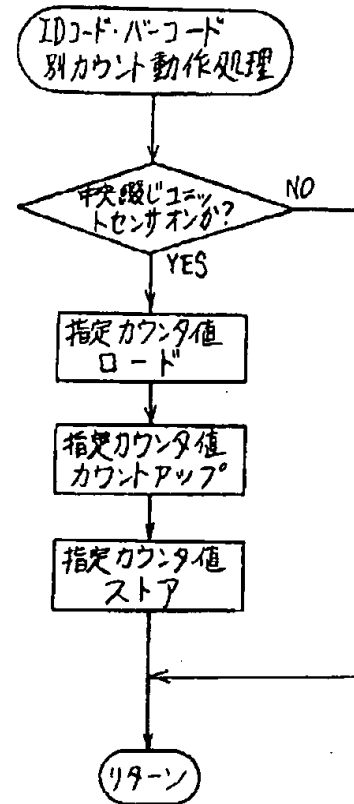 IDコード・バーコード
別カウント動作処理
中央綴じユニッ
トセンサオンか?
NO
YES
指定カウンタ値
ロード
指定カウンタ値
カウントアップ
指定カウンタ値
ストア
リターン